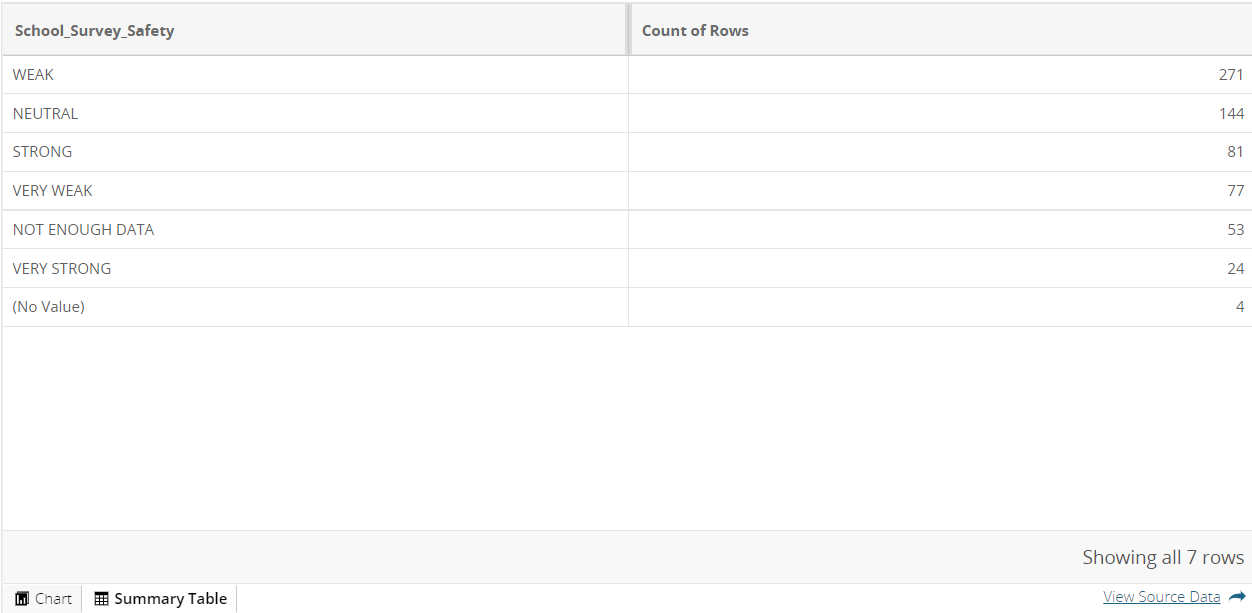 School_Survey_Safety Count of Rows
WEAK 271
NEUTRAL 144
STRONG 81
VERY WEAK 77
NOT ENOUGH DATA 53
VERY STRONG 24
(No Value) 4
Showing all 7 rows
Chart Summary Table View Source Data